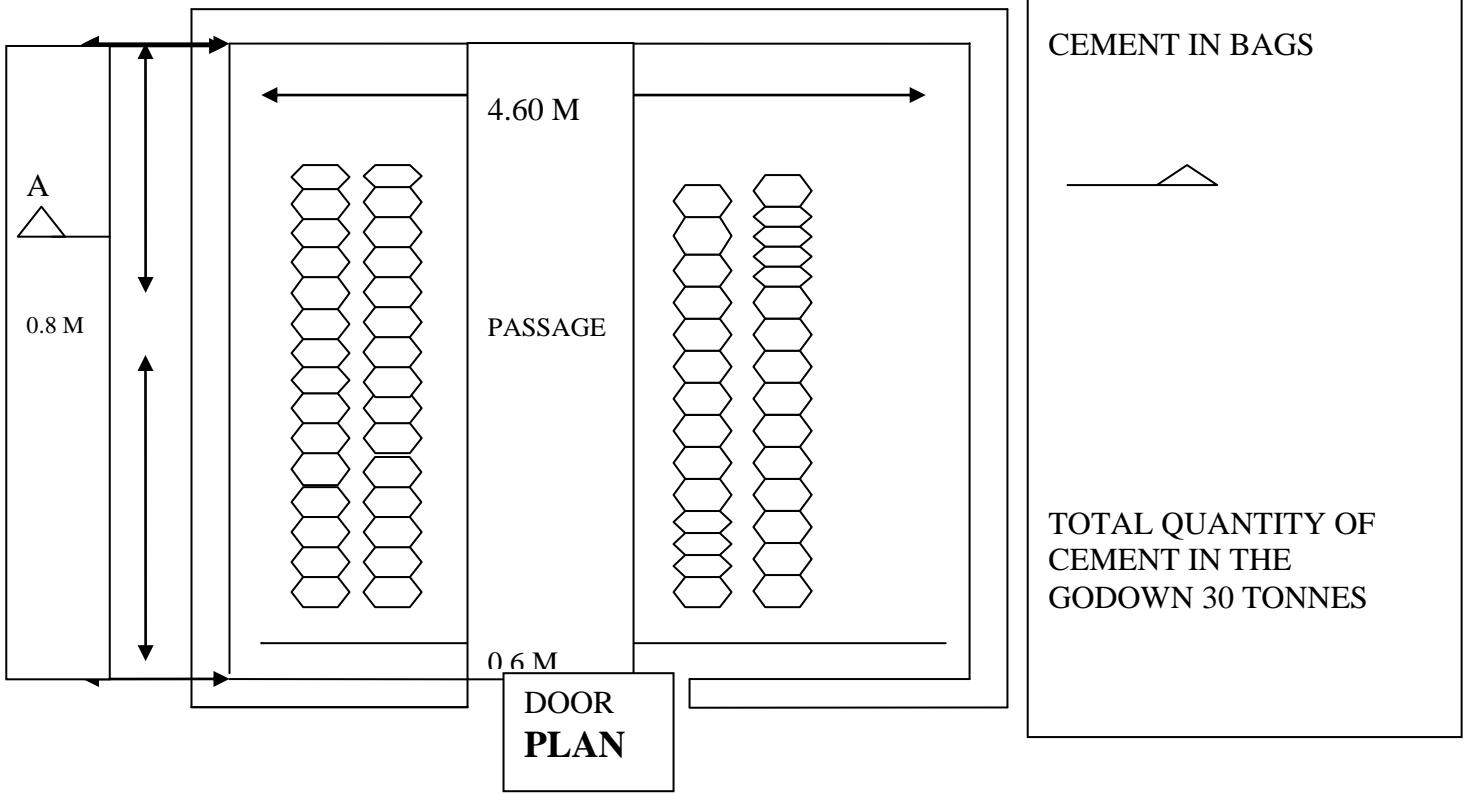 CEMENT IN BAGS
4.60 M
A
0.8 M
PASSAGE
TOTAL QUANTITY OF
CEMENT IN THE
GODOWN 30 TONNES
0.6 M
DOOR
PLAN